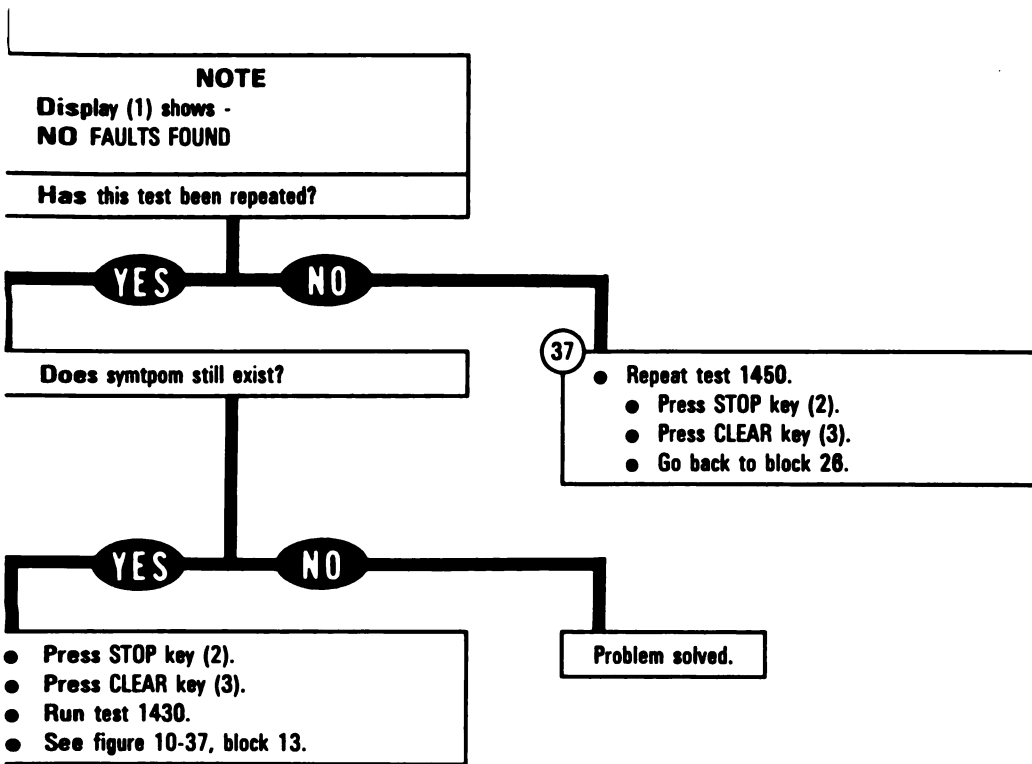 NOTE
Display (1) shows -
NO FAULTS FOUND
Has this test been repeated?
YES
NO
37
● Repeat test 1450.
● Press STOP key (2).
● Press CLEAR key (3).
● Go back to block 26.
Does symtpom still exist?
YES
NO
● Press STOP key (2).
● Press CLEAR key (3).
● Run test 1430.
● See figure 10-37, block 13.
Problem solved.